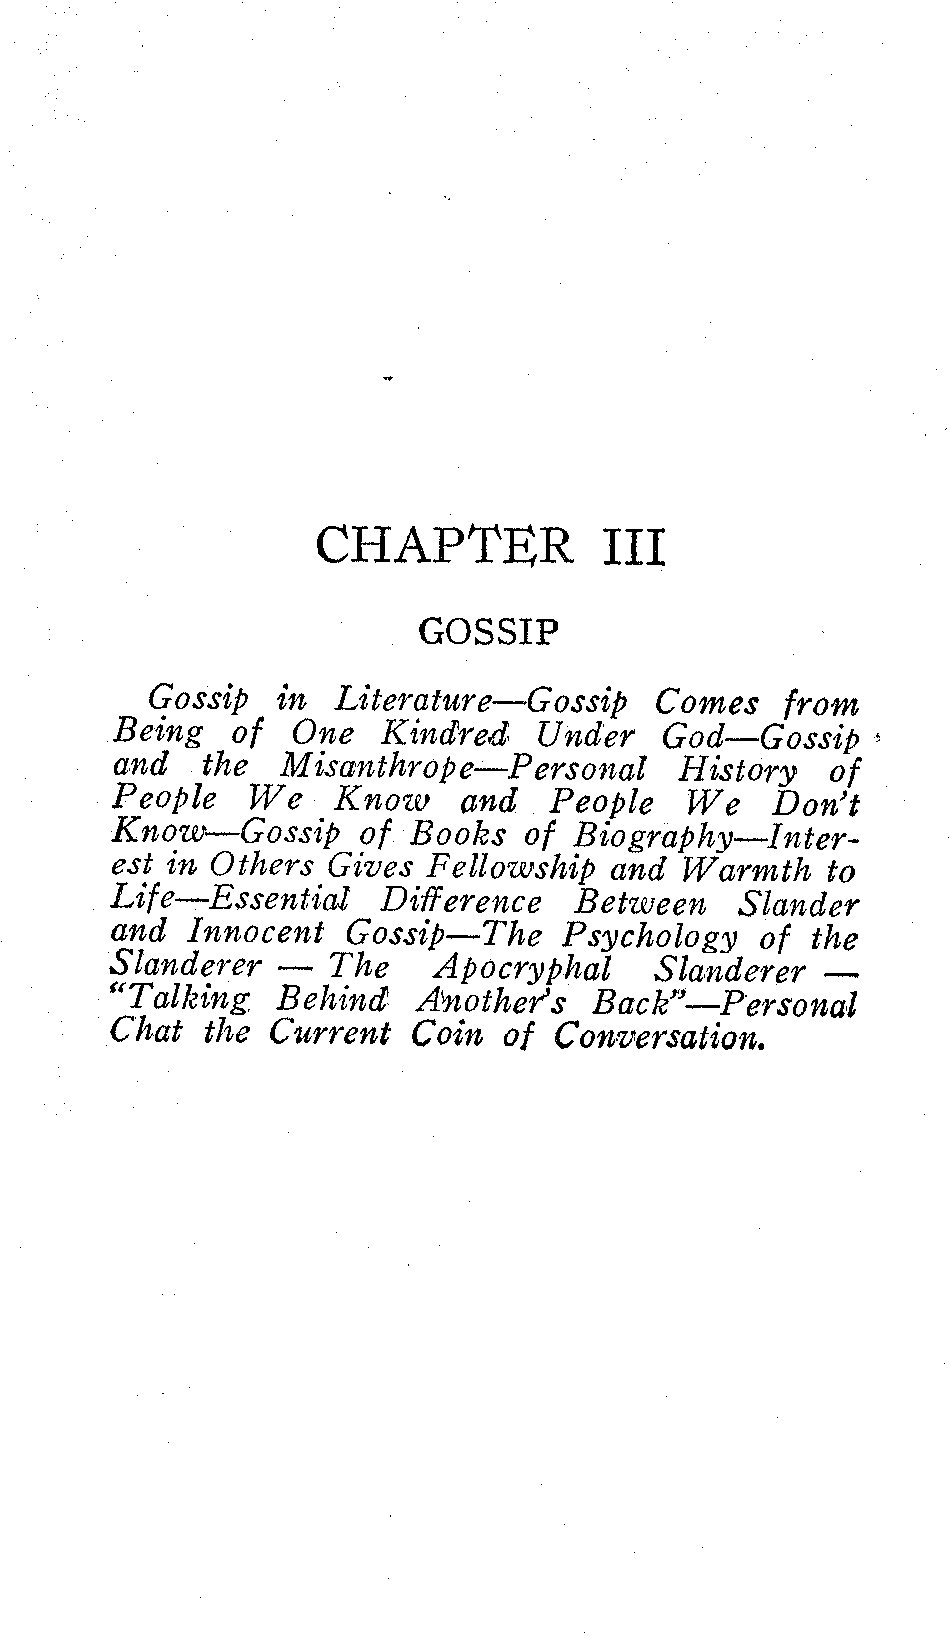 CHAPTER III
GOSSIP
Gossip in Literature—Gossip Comes from
Being of One Kindred Under God—Gossip
and the Misanthrope—Personal History of
People We Know and People We Don't
Know—Gossip of Books of Biography—Inter-
est in Others Gives Fellowship and Warmth to
Life—Essential Difference Between Slander
and Innocent Gossip—The Psychology of the
Slanderer — The Apocryphal Slanderer —
“Talking Behind Another's Back”—Personal
Chat the Current Coin of Conversation.